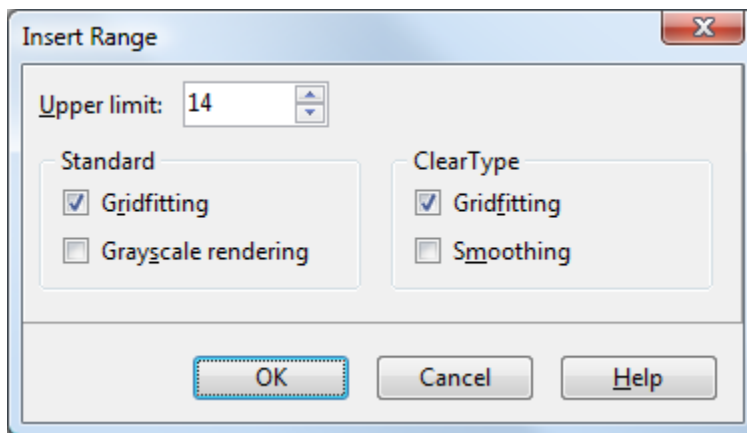 Insert Range
Upper limit: 14
Standard
Gridfitting
Grayscale rendering
ClearType
Gridfitting
Smoothing
OK Cancel Help